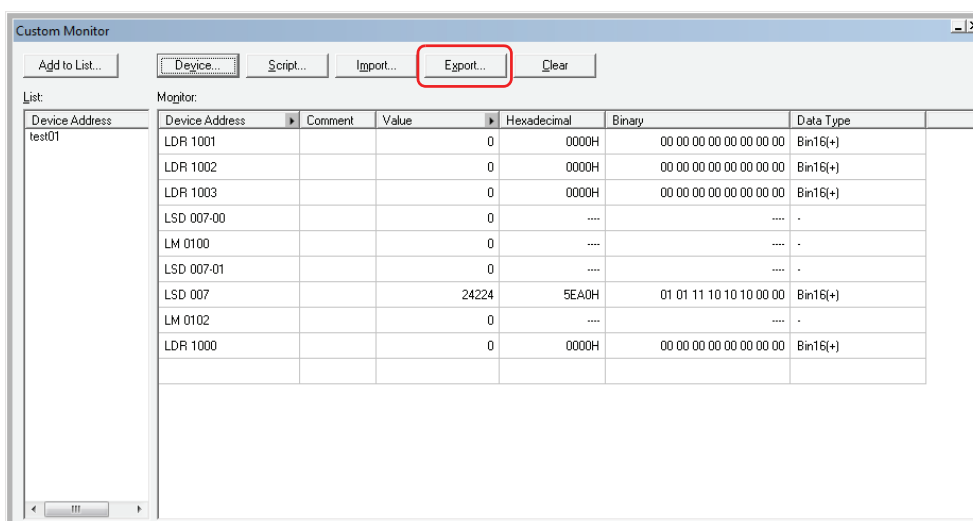 Custom Monitor
Add to List... Device... Script... Import... Export... Clear
List: Monitor:
Device Address Device Address Comment Value Hexadecimal Binary Data Type
test01 LDR 1001 0 0000H 00 00 00 00 00 00 00 00 Bin16(+)
LDR 1002 0 0000H 00 00 00 00 00 00 00 00 Bin16(+)
LDR 1003 0 0000H 00 00 00 00 00 00 00 00 Bin16(+)
LSD 007-00 0 ---- ---- -
LM 0100 0 ---- ---- -
LSD 007-01 0 ---- ---- -
LSD 007 24224 5EA0H 01 01 11 10 10 10 00 00 Bin16(+)
LM 0102 0 ---- ---- -
LDR 1000 0 0000H 00 00 00 00 00 00 00 00 Bin16(+)